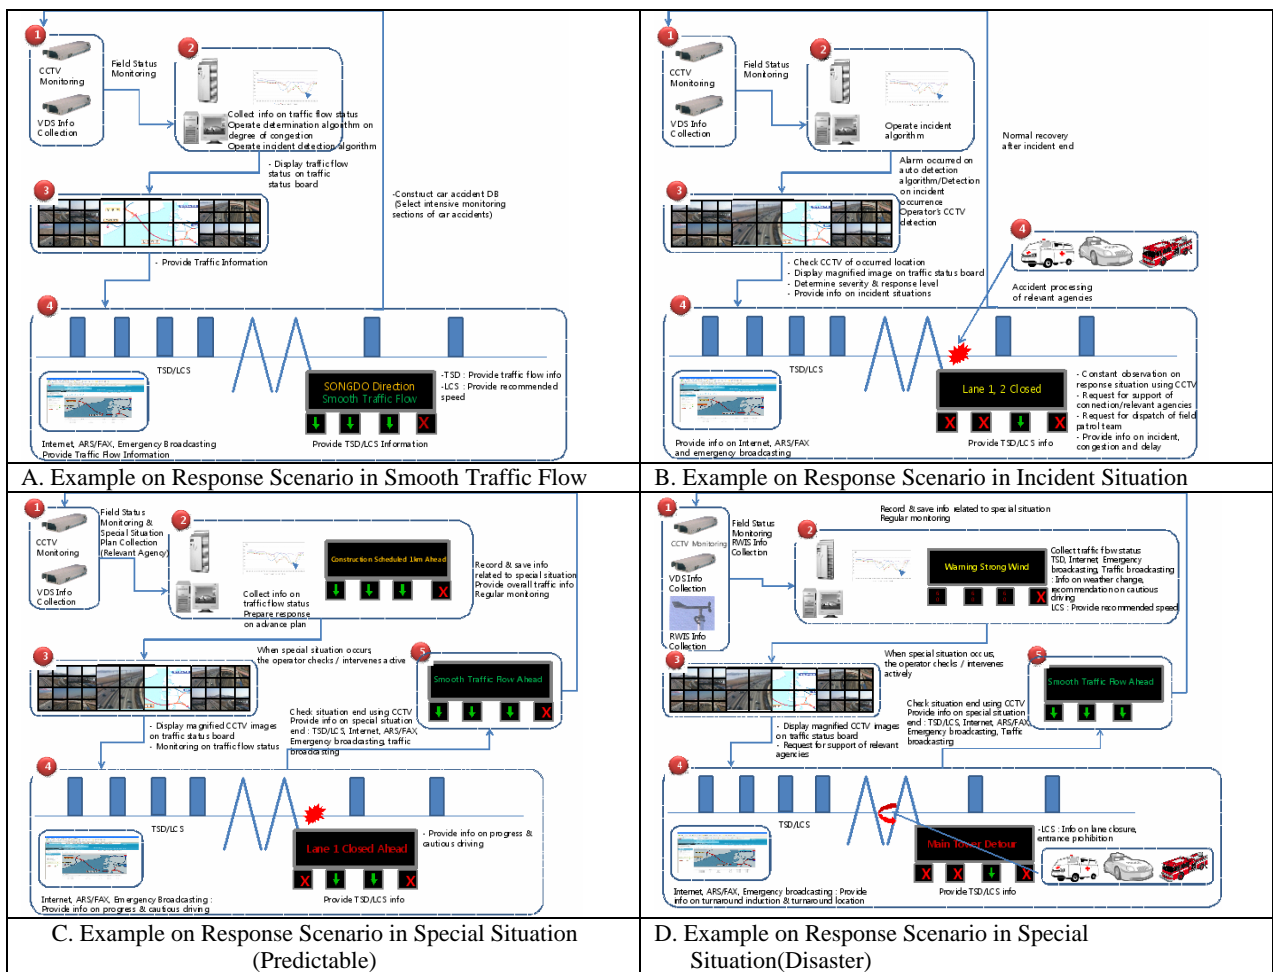 1
CCTV
Monitoring
VDS Info
Collection
Field Status
Monitoring
2
Collect info on traffic flow status
Operate determination algorithm on
degree of congestion
Operate incident detection algorithm
- Display traffic flow
status on traffic
status board
3
-Construct car accident DB
(Select intensive monitoring
sections of car accidents)
- Provide Traffic Information
4
TSD/LCS
SONGDO Direction
Smooth Traffic Flow
X
-TSD : Provide traffic flow info
-LCS : Provide recommended
speed
Internet, ARS/FAX, Emergency Broadcasting
Provide Traffic Flow Information
Provide TSD/LCS Information
A. Example on Response Scenario in Smooth Traffic Flow
1
CCTV
Monitoring
VDS Info
Collection
Field Status
Monitoring
2
Operate incident
algorithm
Normal recovery
after incident end
Alarm occurred on
auto detection
algorithm/Detection
on incident
occurrence
Operator's CCTV
detection
3
4
- Check CCTV of occurred location
- Display magnified image on traffic status board
- Determine severity & response level
- Provide info on incident situations
Accident processing
of relevant agencies
4
TSD/LCS
Lane 1, 2 Closed
X X X
- Constant observation on
response situation using CCTV
- Request for support of
connection/relevant agencies
- Request for dispatch of field
patrol team
- Provide info on incident,
congestion and delay
Provide info on Internet, ARS/FAX
and emergency broadcasting
Provide TSD/LCS info
B. Example on Response Scenario in Incident Situation
1
CCTV
Monitoring
VDS Info
Collection
Field Status
Monitoring &
Special Situation
Plan Collection
(Relevant Agency)
2
Construction Scheduled 1km Ahead
X
Collect info on
traffic flow status
Prepare response
on advance plan
Record & save info
related to special situation
Provide overall traffic info
Regular monitoring
When special situation occurs,
the operator checks / intervenes active
3
5
Smooth Traffic Flow Ahead
X
- Display magnified CCTV images
on traffic status board
- Monitoring on traffic flow status
Check situation end using CCTV
Provide info on special situation
end : TSD/LCS, Internet, ARS/FAX,
Emergency broadcasting, traffic
broadcasting
4
TSD/LCS
Lane 1 Closed Ahead
X X
- Provide info on progress &
cautious driving
Internet, ARS/FAX, Emergency Broadcasting :
Provide info on progress & cautious driving
Provide TSD/LCS info
C. Example on Response Scenario in Special Situation
(Predictable)
1
CCTV Monitoring
VDS Info
Collection
RWIS Info
Collection
Field Status
Monitoring
RWIS Info
Collection
Record & save info related to special situation
Regular monitoring
2
Warning Strong Wind
X
Collect traffic flow status
TSD, Internet, Emergency
broadcasting, Traffic broadcasting
: Info on weather change,
recommendation on cautious
driving
LCS : Provide recommended speed
When special situation occurs,
the operator checks / intervenes
actively
3
5
Smooth Traffic Flow Ahead
- Display magnified CCTV images
on traffic status board
- Request for support of relevant
agencies
Check situation end using CCTV
Provide info on special situation
end : TSD/LCS, Internet, ARS/FAX,
Emergency broadcasting, Traffic
broadcasting
4
TSD/LCS
Main Tower Detour
X X X
-LCS : Info on lane closure,
entrance prohibition
Internet, ARS/FAX, Emergency broadcasting : Provide
info on turnaround induction & turnaround location
Provide TSD/LCS info
D. Example on Response Scenario in Special
Situation(Disaster)